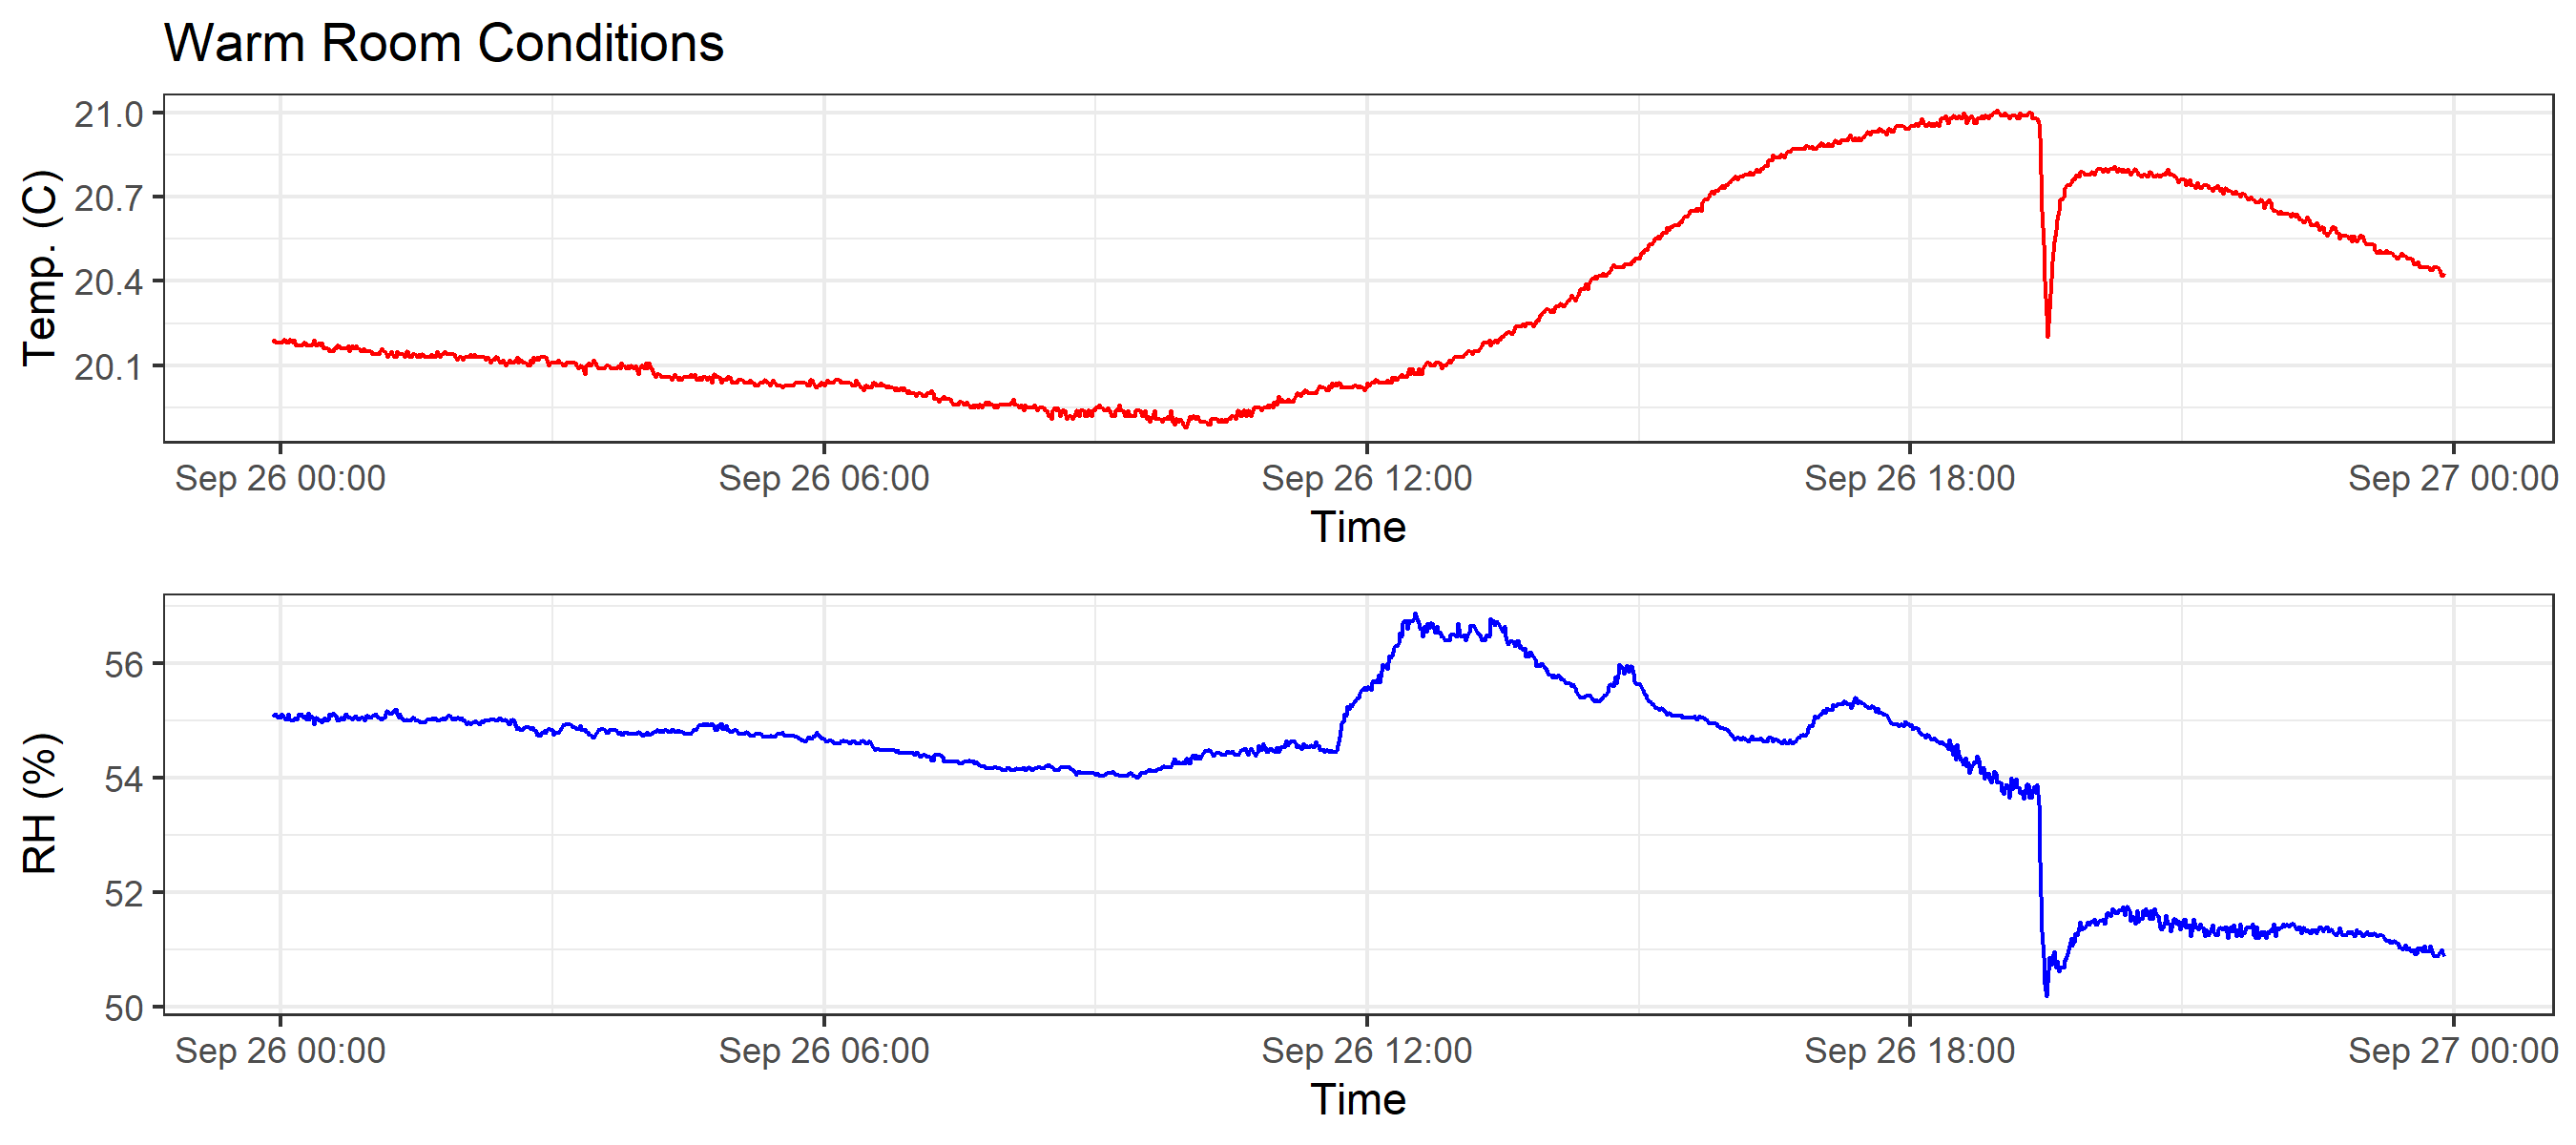 Warm Room Conditions
Temp. (C)
21.0
20.7
20.4
20.1
Sep 26 00:00 Sep 26 06:00 Sep 26 12:00 Sep 26 18:00 Sep 27 00:00
Time
RH (%)
56
54
52
50
Sep 26 00:00 Sep 26 06:00 Sep 26 12:00 Sep 26 18:00 Sep 27 00:00
Time